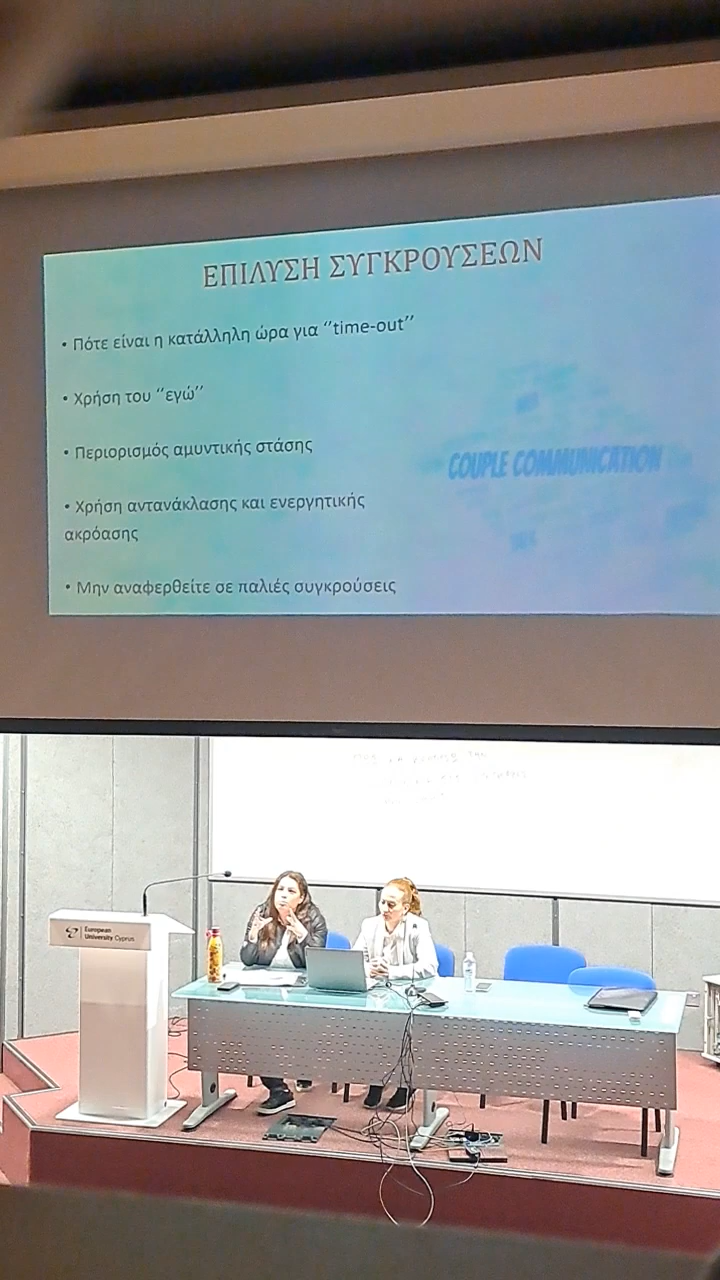 ΕΠΙΛΥΣΗ ΣΥΓΚΡΟΥΣΕΩΝ
• Πότε είναι η κατάλληλη ώρα για ‘‘time-out’’
• Χρήση του ‘‘εγώ’’
• Περιορισμός αμυντικής στάσης
• Χρήση αντανάκλασης και ενεργητικής
ακρόασης
• Μην αναφερθείτε σε παλιές συγκρούσεις
COUPLE COMMUNICATION
European
University Cyprus